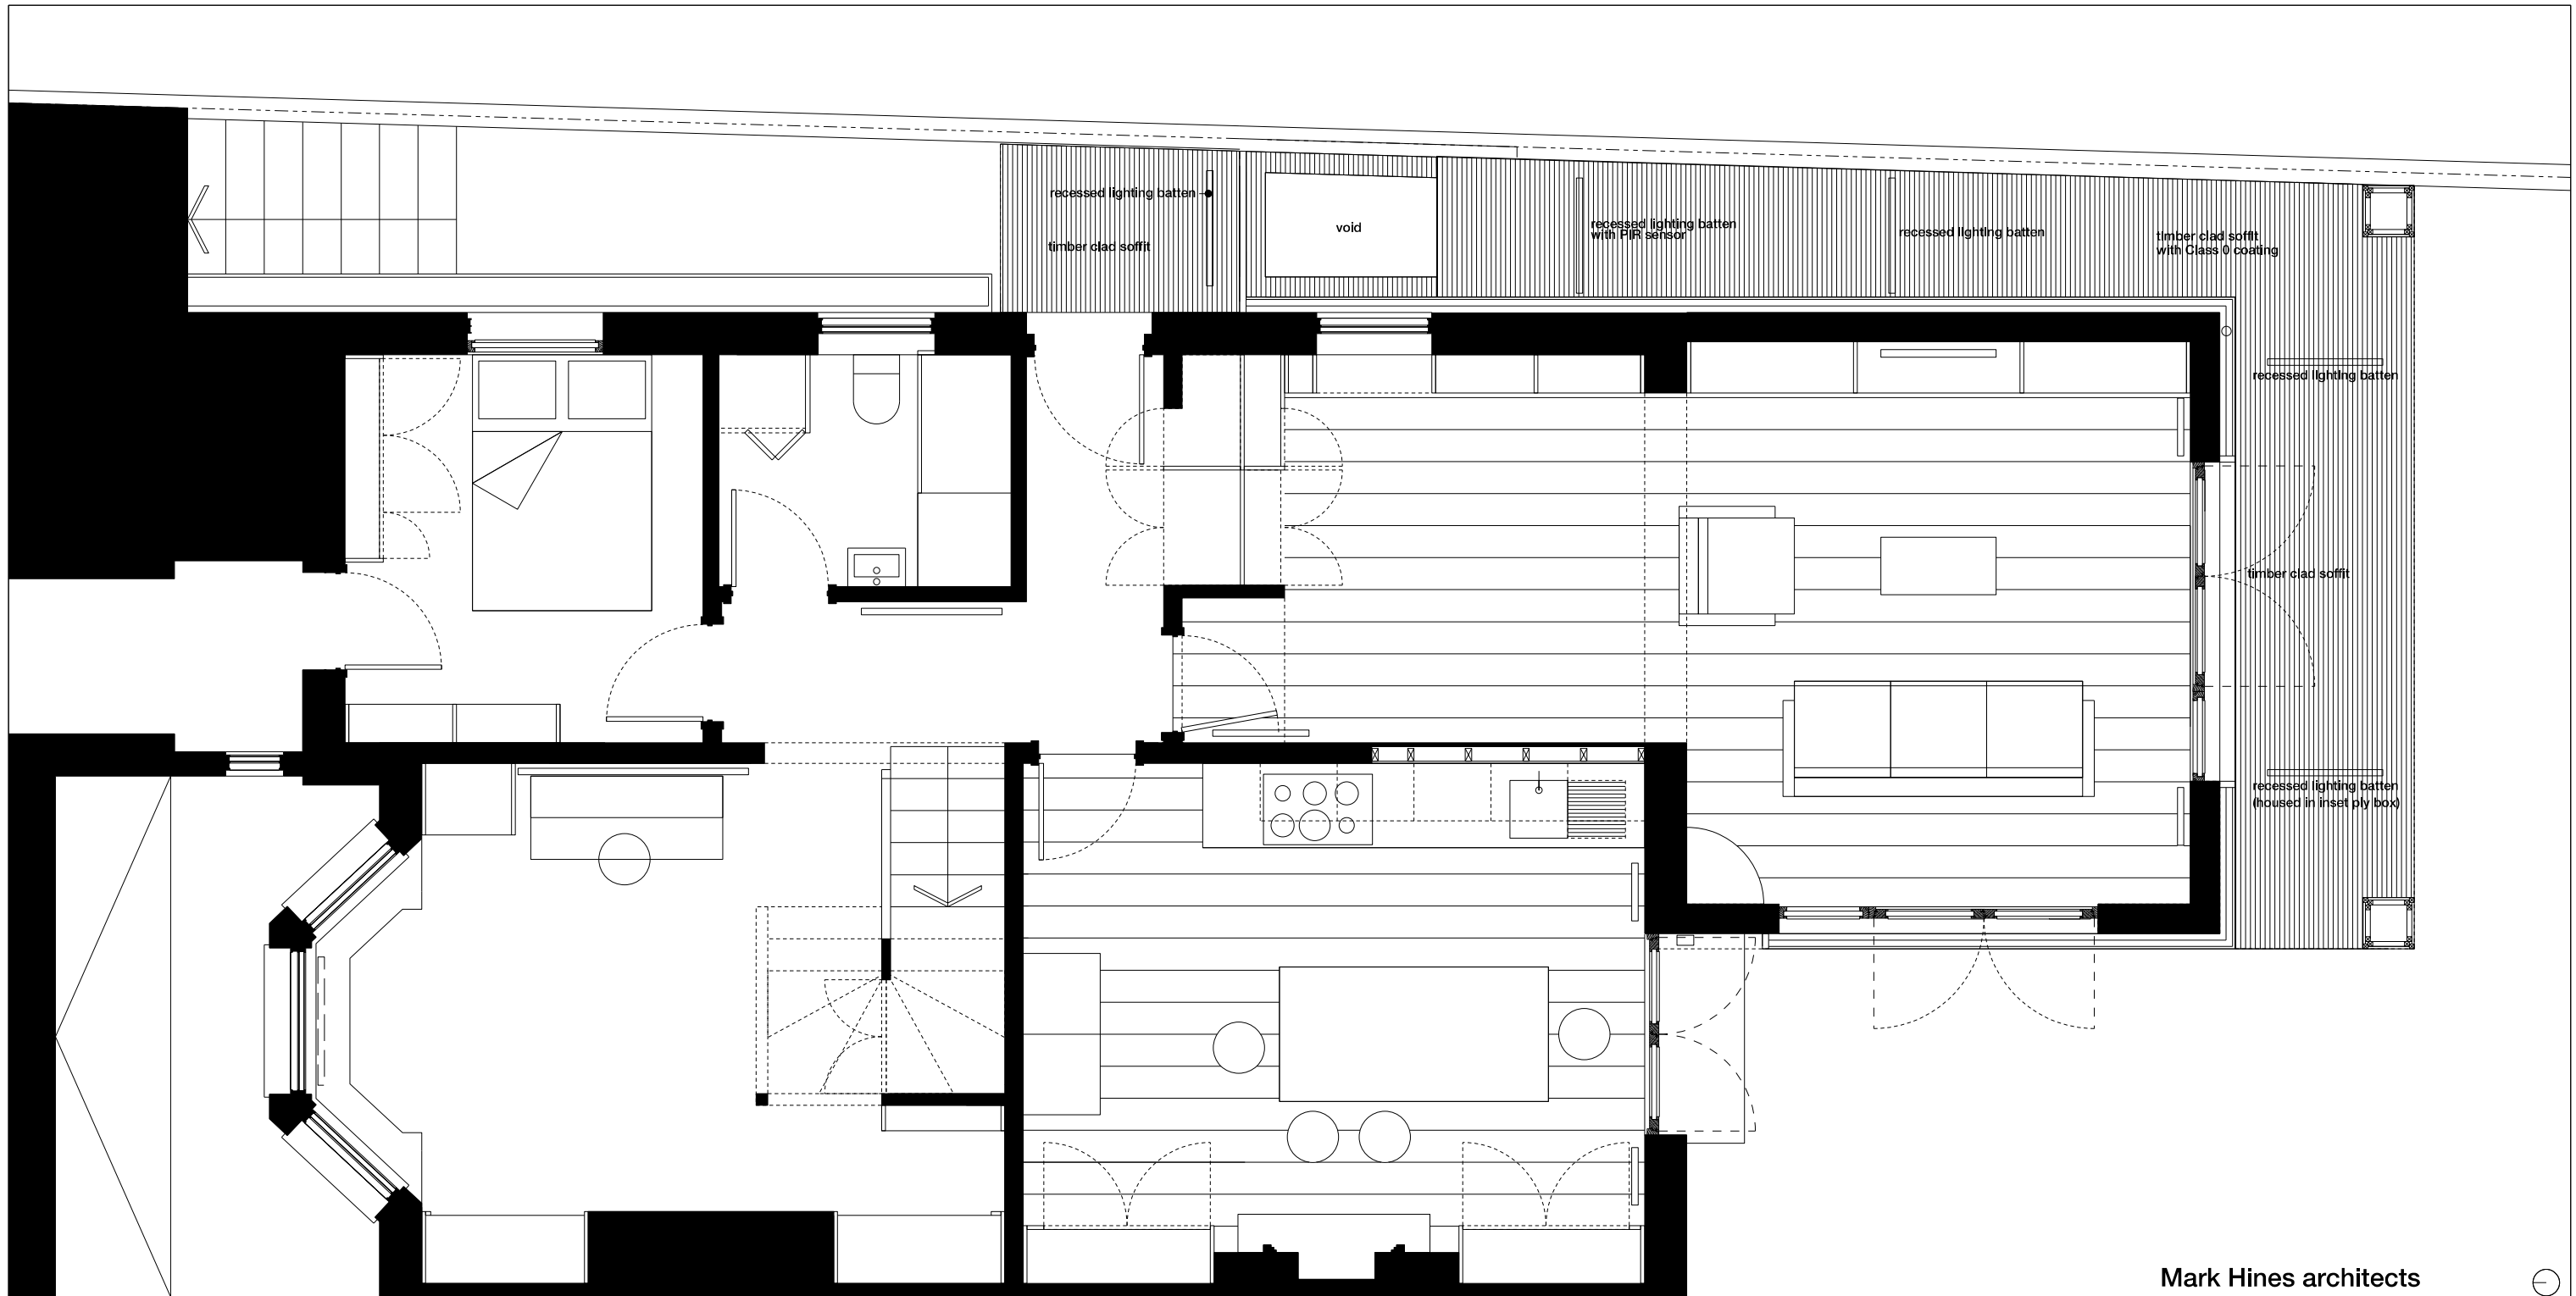 recessed lighting batten
timber clad soffit
void
recessed lighting batten
with PIR sensor
recessed lighting batten
timber clad soffit
with Class 0 coating
recessed lighting batten
timber clad soffit
recessed lighting batten
(housed in inset ply box)
Mark Hines architects